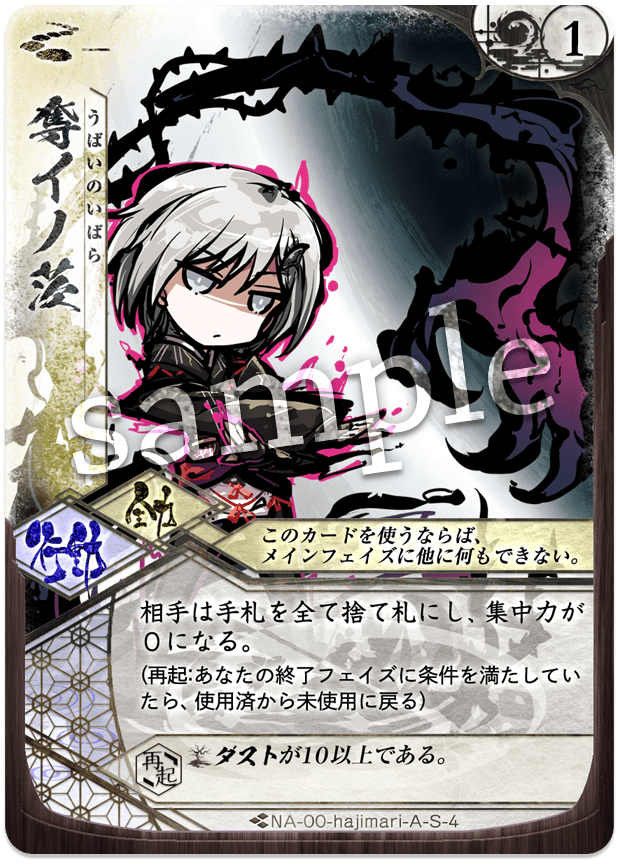 1
奪イノ茨
うばいのいばら
sample
全力
行動
このカードを使うならば、
メインフェイズに他に何もできない。
相手は手札を全て捨て札にし、集中力が
0になる。
(再起:あなたの終了フェイズに条件を満たしてい
たら、使用済から未使用に戻る)
再起
ダストが10以上である。
NA-00-hajimari-A-S-4